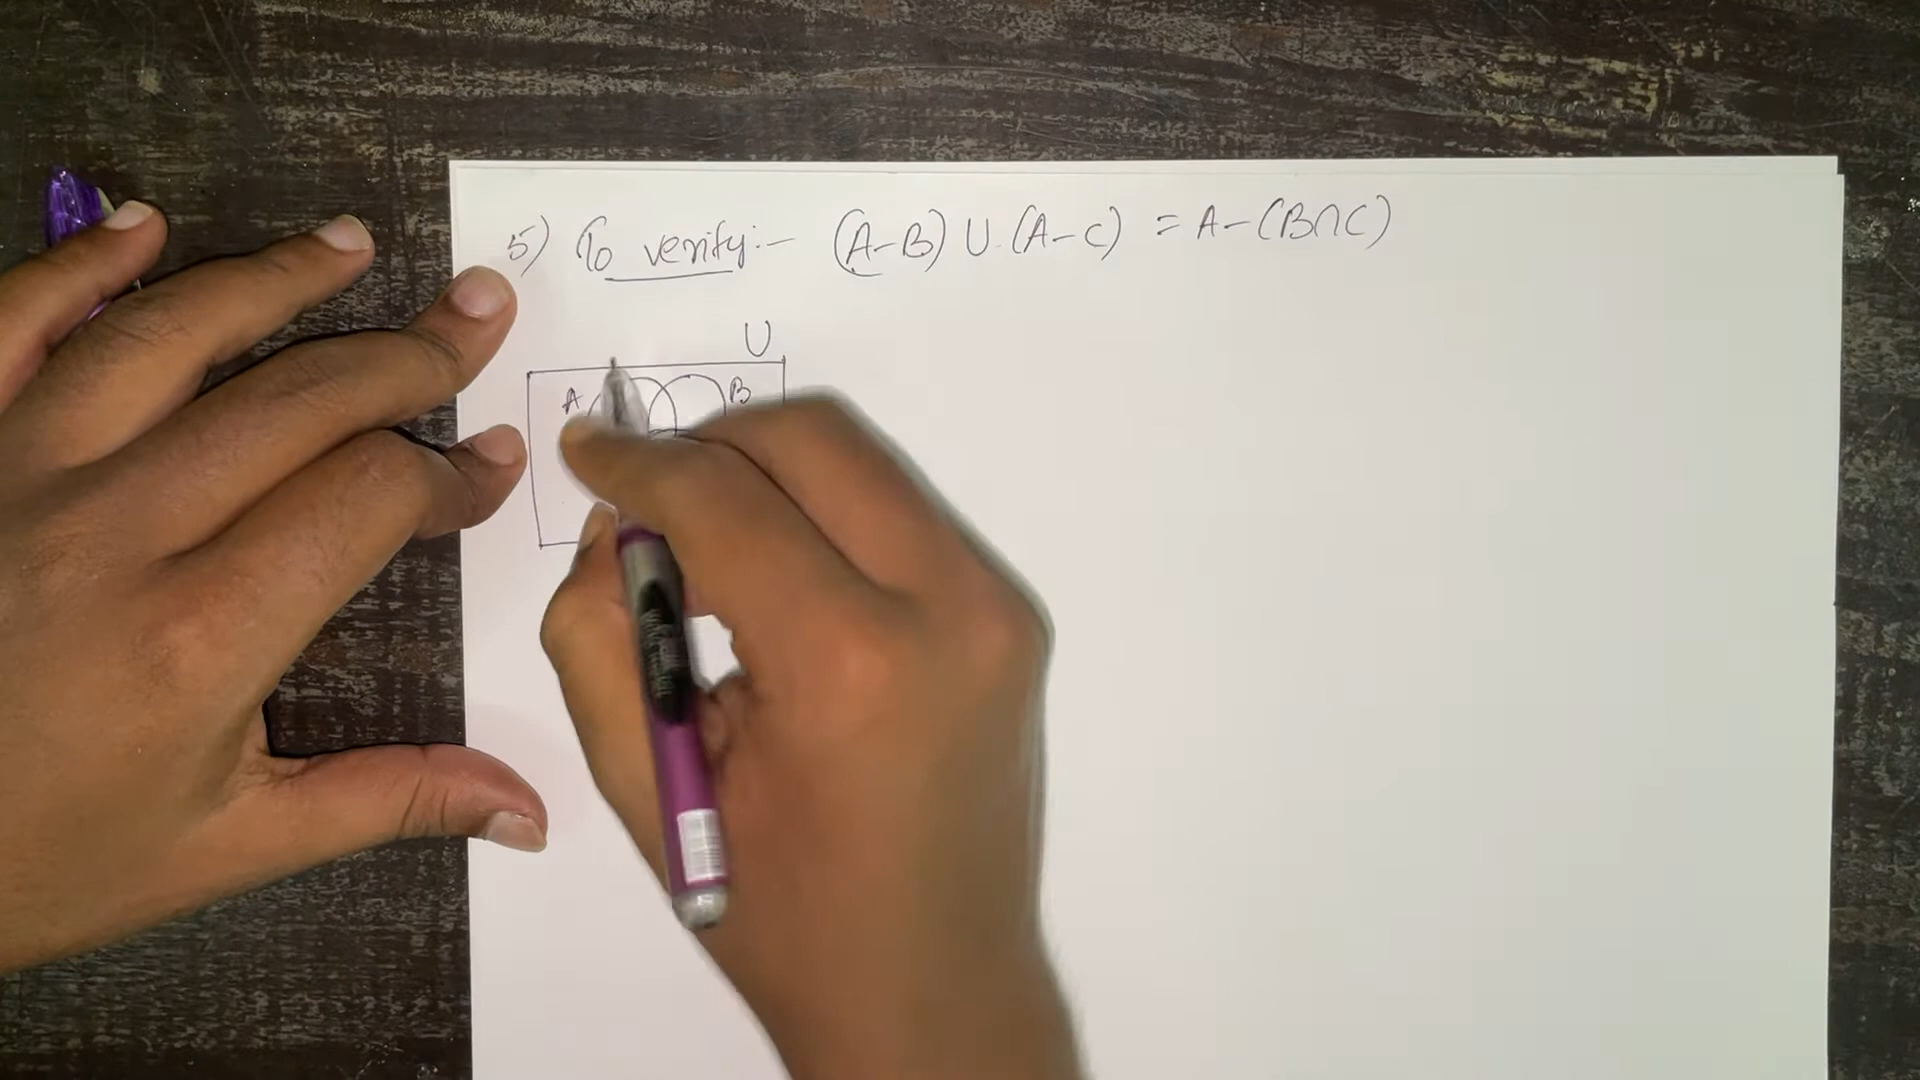 5) To verify:- (A-B) U (A-C) = A-(B∩C)
U
A B